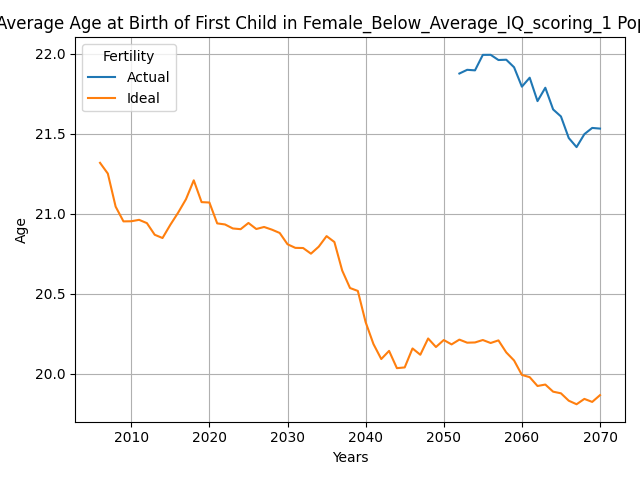 Average Age at Birth of First Child in Female_Below_Average_IQ_scoring_1 Pop
Fertility
Actual
Ideal
22.0
21.5
21.0
20.5
20.0
Age
2010 2020 2030 2040 2050 2060 2070
Years